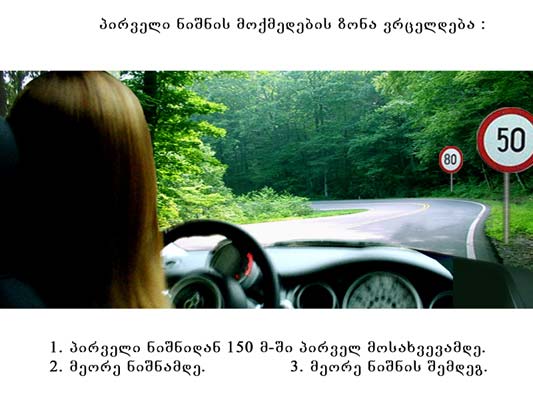 პირველი ნიშნის მოქმედების ზონა ვრცელდება :
80
50
1. პირველი ნიშნიდან 150 მ-ში პირველ მოსახვევამდე.
2. მეორე ნიშნამდე. 3. მეორე ნიშნის შემდეგ.